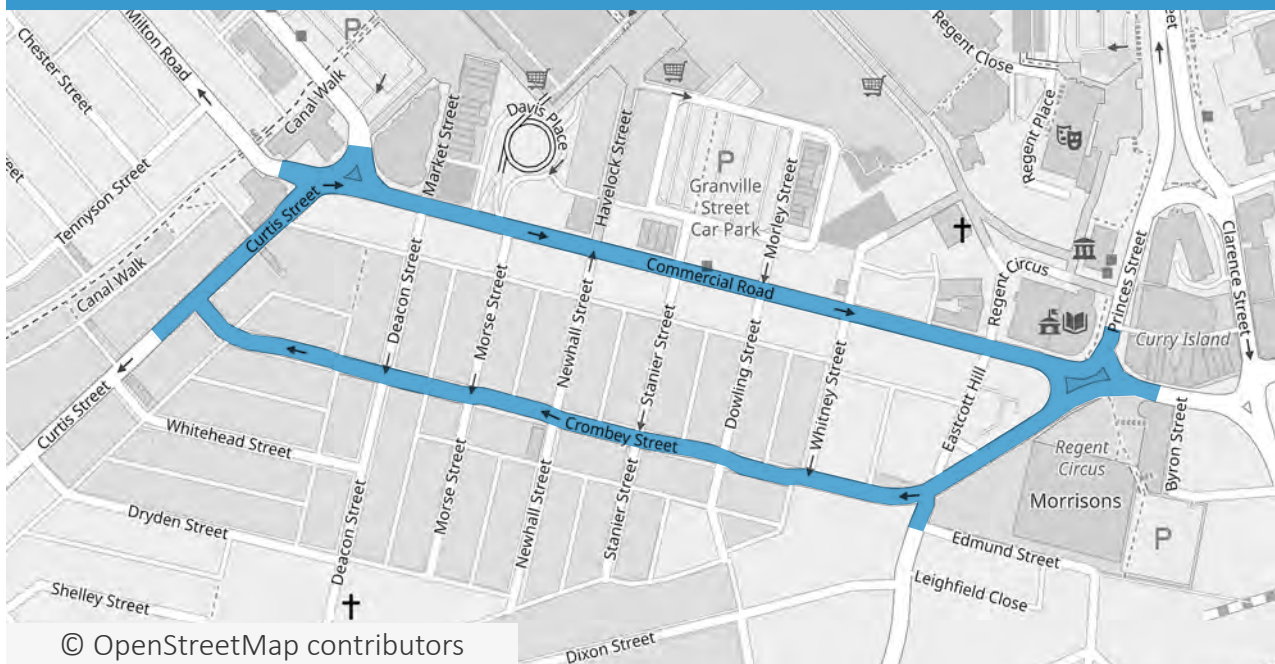 Milton Road
Chester Street
Canal Walk
P
Regent Close
Street
Davis Place
Market Street
Havelock Street
Regent Place
Tennyson Street
P
Granville
Street
Car Park
Morley Street
Curtis Street
Canal Walk
Commercial Road
Regent Circus
Princes Street
Clarence Street
Curry Island
Deacon Street
Morse Street
Newhall Street
Stanier Street
Dowling Street
Whitney Street
Eastcott Hill
Curtis Street
Crombey Street
Whitehead Street
Regent
Circus
Morrisons
Byron Street
P
Dryden Street
Deacon Street
Morse Street
Newhall Street
Stanier Street
Edmund Street
Leighfield Close
Shelley Street
Dixon Street
© OpenStreetMap contributors